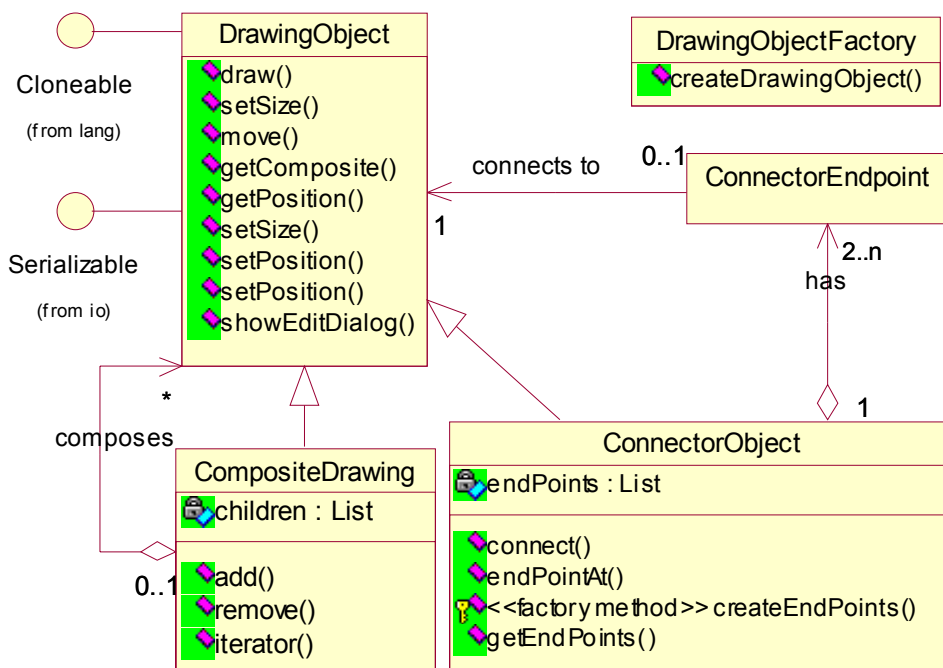 DrawingObject
draw()
setSize()
move()
getComposite()
getPosition()
setSize()
setPosition()
setPosition()
showEditDialog()
Cloneable
(from lang)
Serializable
(from io)
DrawingObjectFactory
createDrawingObject()
connects to
0..1
1
ConnectorEndpoint
2..n
has
1
*
composes
0..1
CompositeDrawing
children : List
add()
remove()
iterator()
ConnectorObject
endPoints : List
connect()
endPointAt()
<<factory method>> createEndPoints()
getEndPoints()